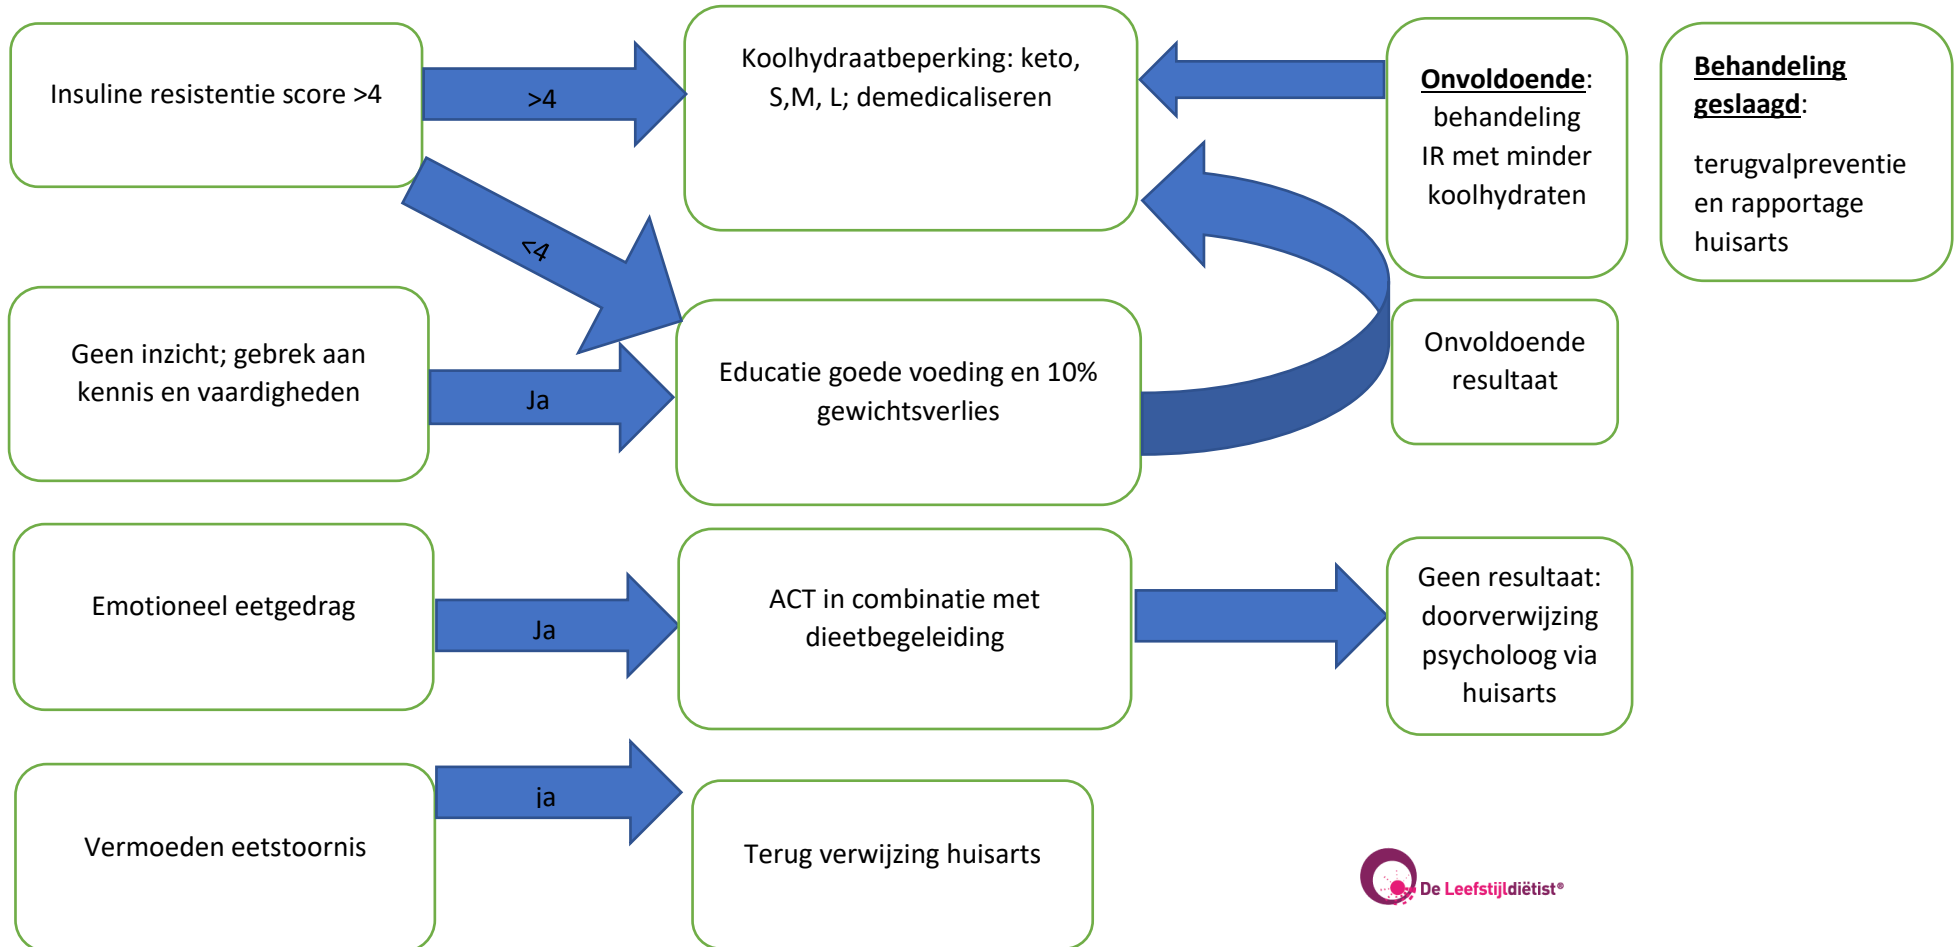 Insuline resistentie score >4
>4
Koolhydraatbeperking: keto,
S,M, L; demedicaliseren
Onvoldoende:
behandeling
IR met minder
koolhydraten
Behandeling
geslaagd:
terugvalpreventie
en rapportage
huisarts
<4
Geen inzicht; gebrek aan
kennis en vaardigheden
Ja
Educatie goede voeding en 10%
gewichtsverlies
Onvoldoende
resultaat
Emotioneel eetgedrag
Ja
ACT in combinatie met
dieetbegeleiding
Geen resultaat:
doorverwijzing
psycholoog via
huisarts
Vermoeden eetstoornis
ja
Terug verwijzing huisarts
De Leefstijldiëtist®